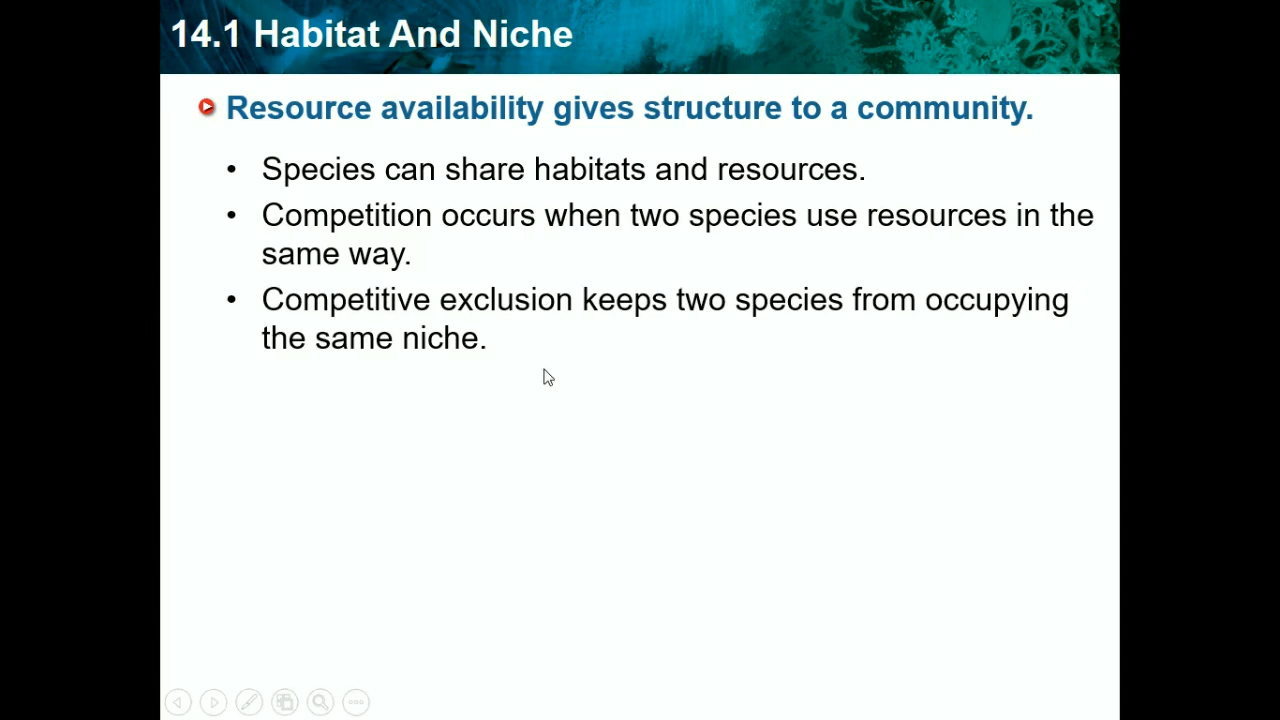 14.1 Habitat And Niche
Resource availability gives structure to a community.
• Species can share habitats and resources.
• Competition occurs when two species use resources in the
same way.
• Competitive exclusion keeps two species from occupying
the same niche.